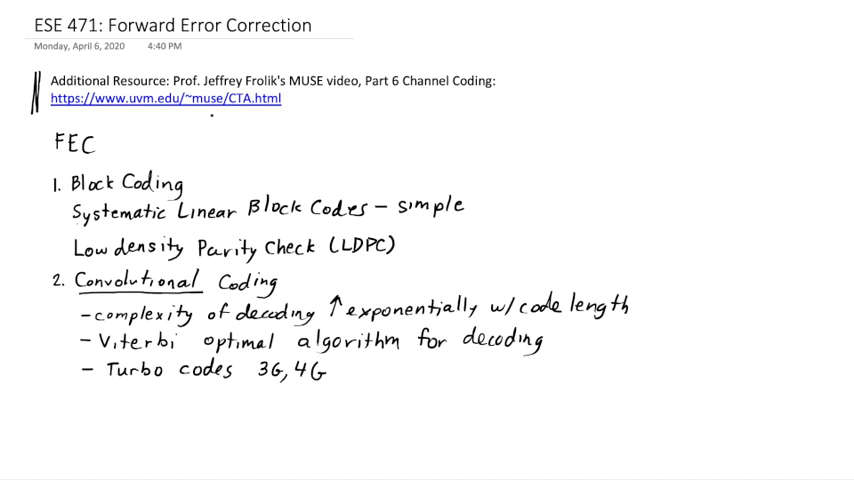 ESE 471: Forward Error Correction
Monday, April 6, 2020 4:40 PM
Additional Resource: Prof. Jeffrey Frolik's MUSE video, Part 6 Channel Coding:
https://www.uvm.edu/~muse/CTA.html
FEC
1. Block Coding
Systematic Linear Block Codes - simple
Low density Parity Check (LDPC)
2. Convolutional Coding
- complexity of decoding ↑ exponentially w/ code length
- Viterbi optimal algorithm for decoding
- Turbo codes 3G, 4G